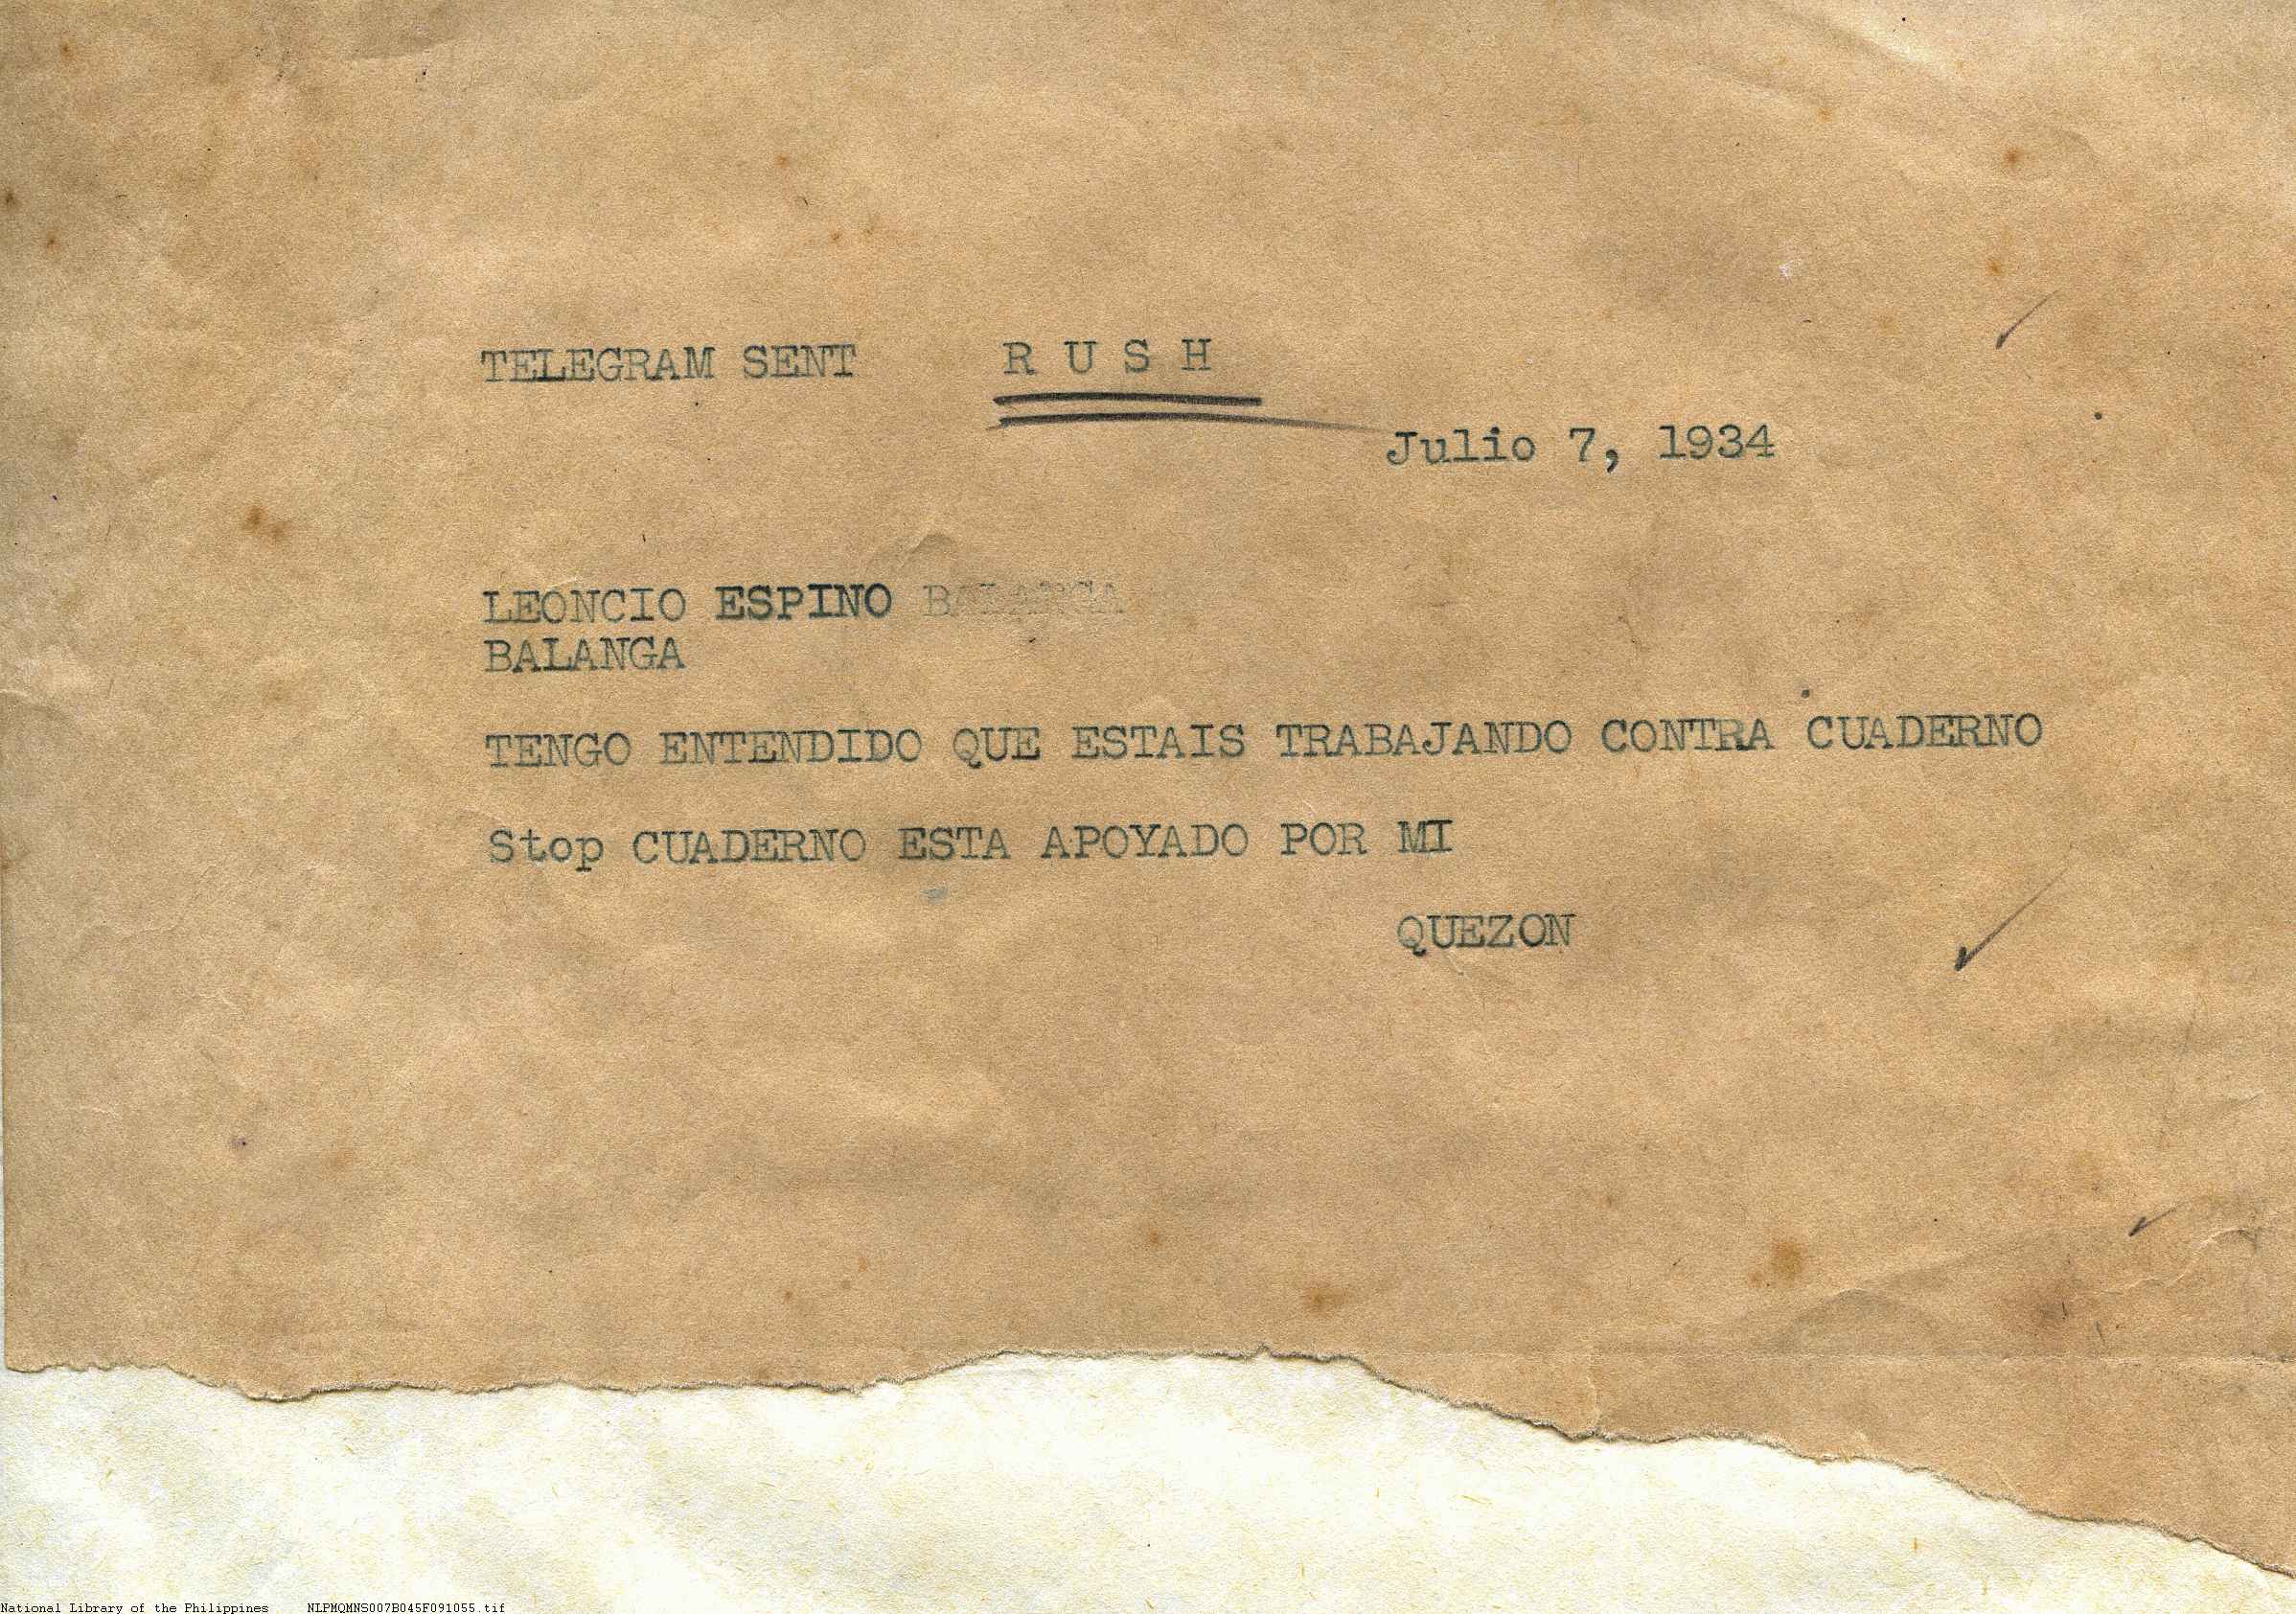 TELEGRAM SENT R U S H
Julio 7, 1934
LEONCIO ESPINO BALANGA
BALANGA
TENGO ENTENDIDO QUE ESTAIS TRABAJANDO CONTRA CUADERNO
Stop CUADERNO ESTA APOYADO POR MI
QUEZON
National Library of the Philippines NLPMQMNS007B045F091055.tif